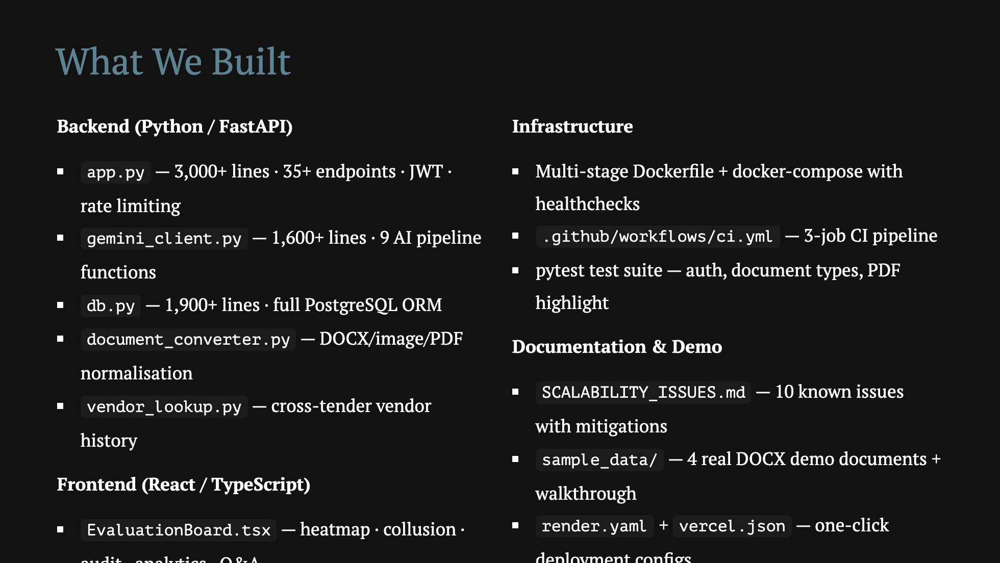 What We Built
Backend (Python / FastAPI)
app.py — 3,000+ lines · 35+ endpoints · JWT ·
rate limiting
gemini_client.py — 1,600+ lines · 9 AI pipeline
functions
db.py — 1,900+ lines · full PostgreSQL ORM
document_converter.py — DOCX/image/PDF
normalisation
vendor_lookup.py — cross-tender vendor
history
Frontend (React / TypeScript)
EvaluationBoard.tsx — heatmap · collusion ·
audit · analytics · Q&A
Infrastructure
Multi-stage Dockerfile + docker-compose with
healthchecks
.github/workflows/ci.yml — 3-job CI pipeline
pytest test suite — auth, document types, PDF
highlight
Documentation & Demo
SCALABILITY_ISSUES.md — 10 known issues
with mitigations
sample_data/ — 4 real DOCX demo documents +
walkthrough
render.yaml + vercel.json — one-click
deployment configs